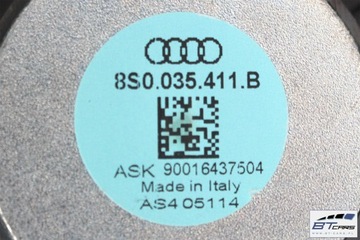 8S0.035.411.B
ASK 90016437504
Made in Italy
AS4 05114
BTCARS